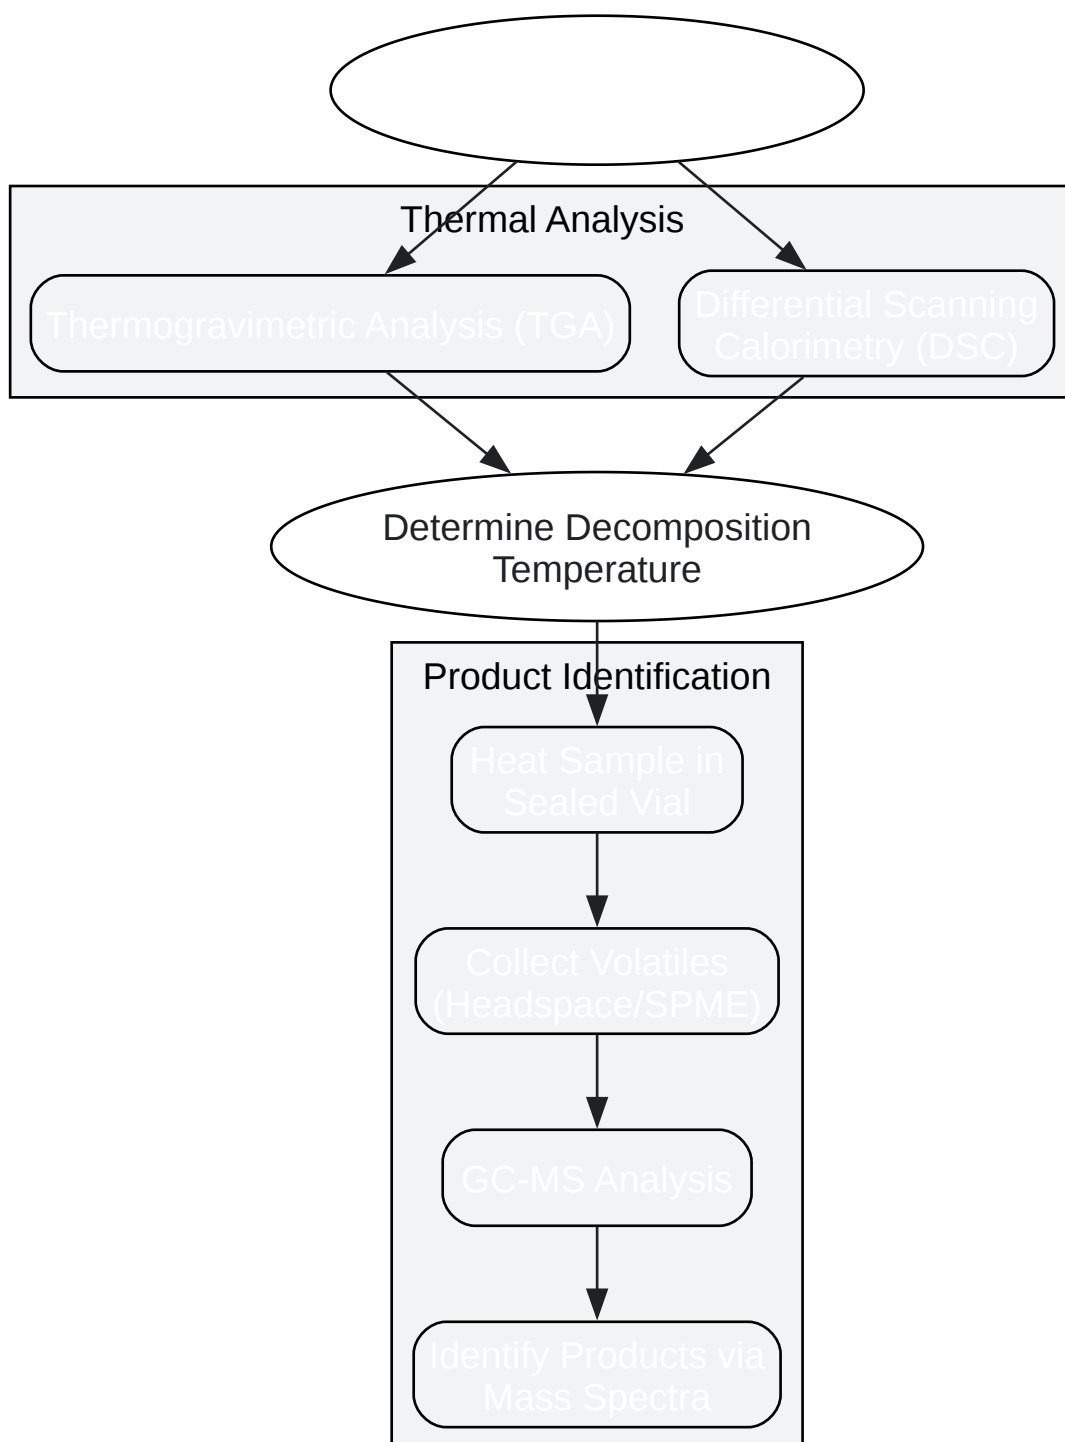 Thermal Analysis
Thermogravimetric Analysis (TGA)
Differential Scanning
Calorimetry (DSC)
Determine Decomposition
Temperature
Product Identification
Heat Sample in
Sealed Vial
Collect Volatiles
(Headspace/SPME)
GC-MS Analysis
Identify Products via
Mass Spectra